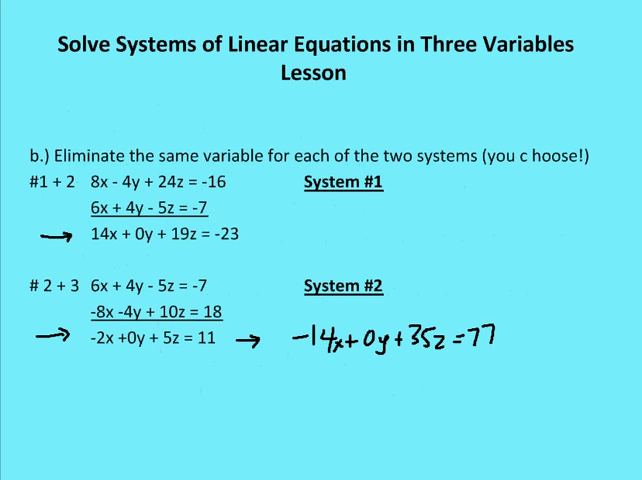 Solve Systems of Linear Equations in Three Variables
Lesson
b.) Eliminate the same variable for each of the two systems (you c hoose!)
#1 + 2 8x - 4y + 24z = -16 System #1
6x + 4y - 5z = -7
14x + 0y + 19z = -23
# 2 + 3 6x + 4y - 5z = -7 System #2
-8x -4y + 10z = 18
-2x +0y + 5z = 11 → -14x+0y+35z=77